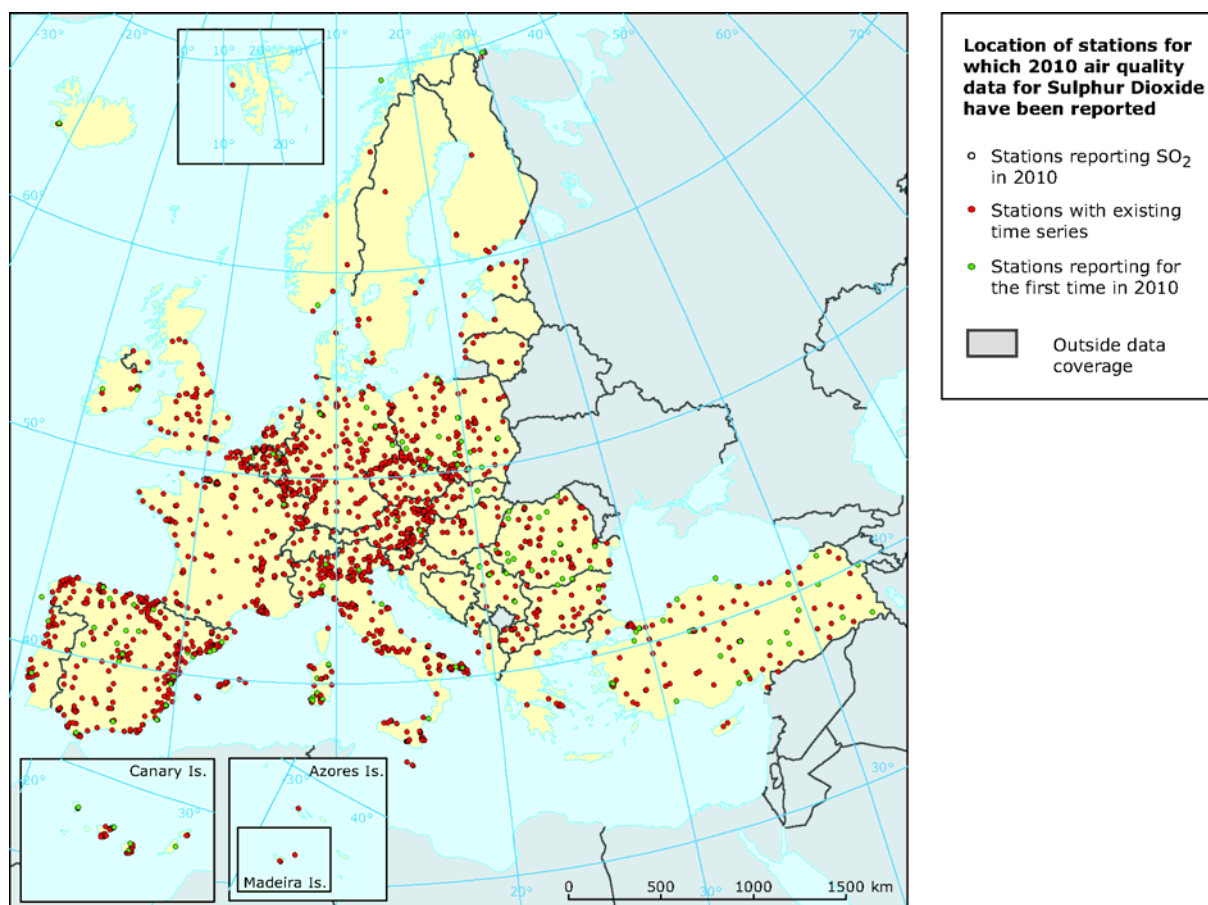 -30°
-20°
-10°
0°
10°
20°
30°
40°
50°
60°
70°
0°
10°
20°
30°
10°
20°
60°
50°
40°
50°
40°
30°
Canary Is.
-20°
30°
Azores Is.
-30°
40°
Madeira Is.
20°
30°
0
500
1000
1500 km
Location of stations for
which 2010 air quality
data for Sulphur Dioxide
have been reported
Stations reporting SO2
in 2010
Stations with existing
time series
Stations reporting for
the first time in 2010
Outside data
coverage